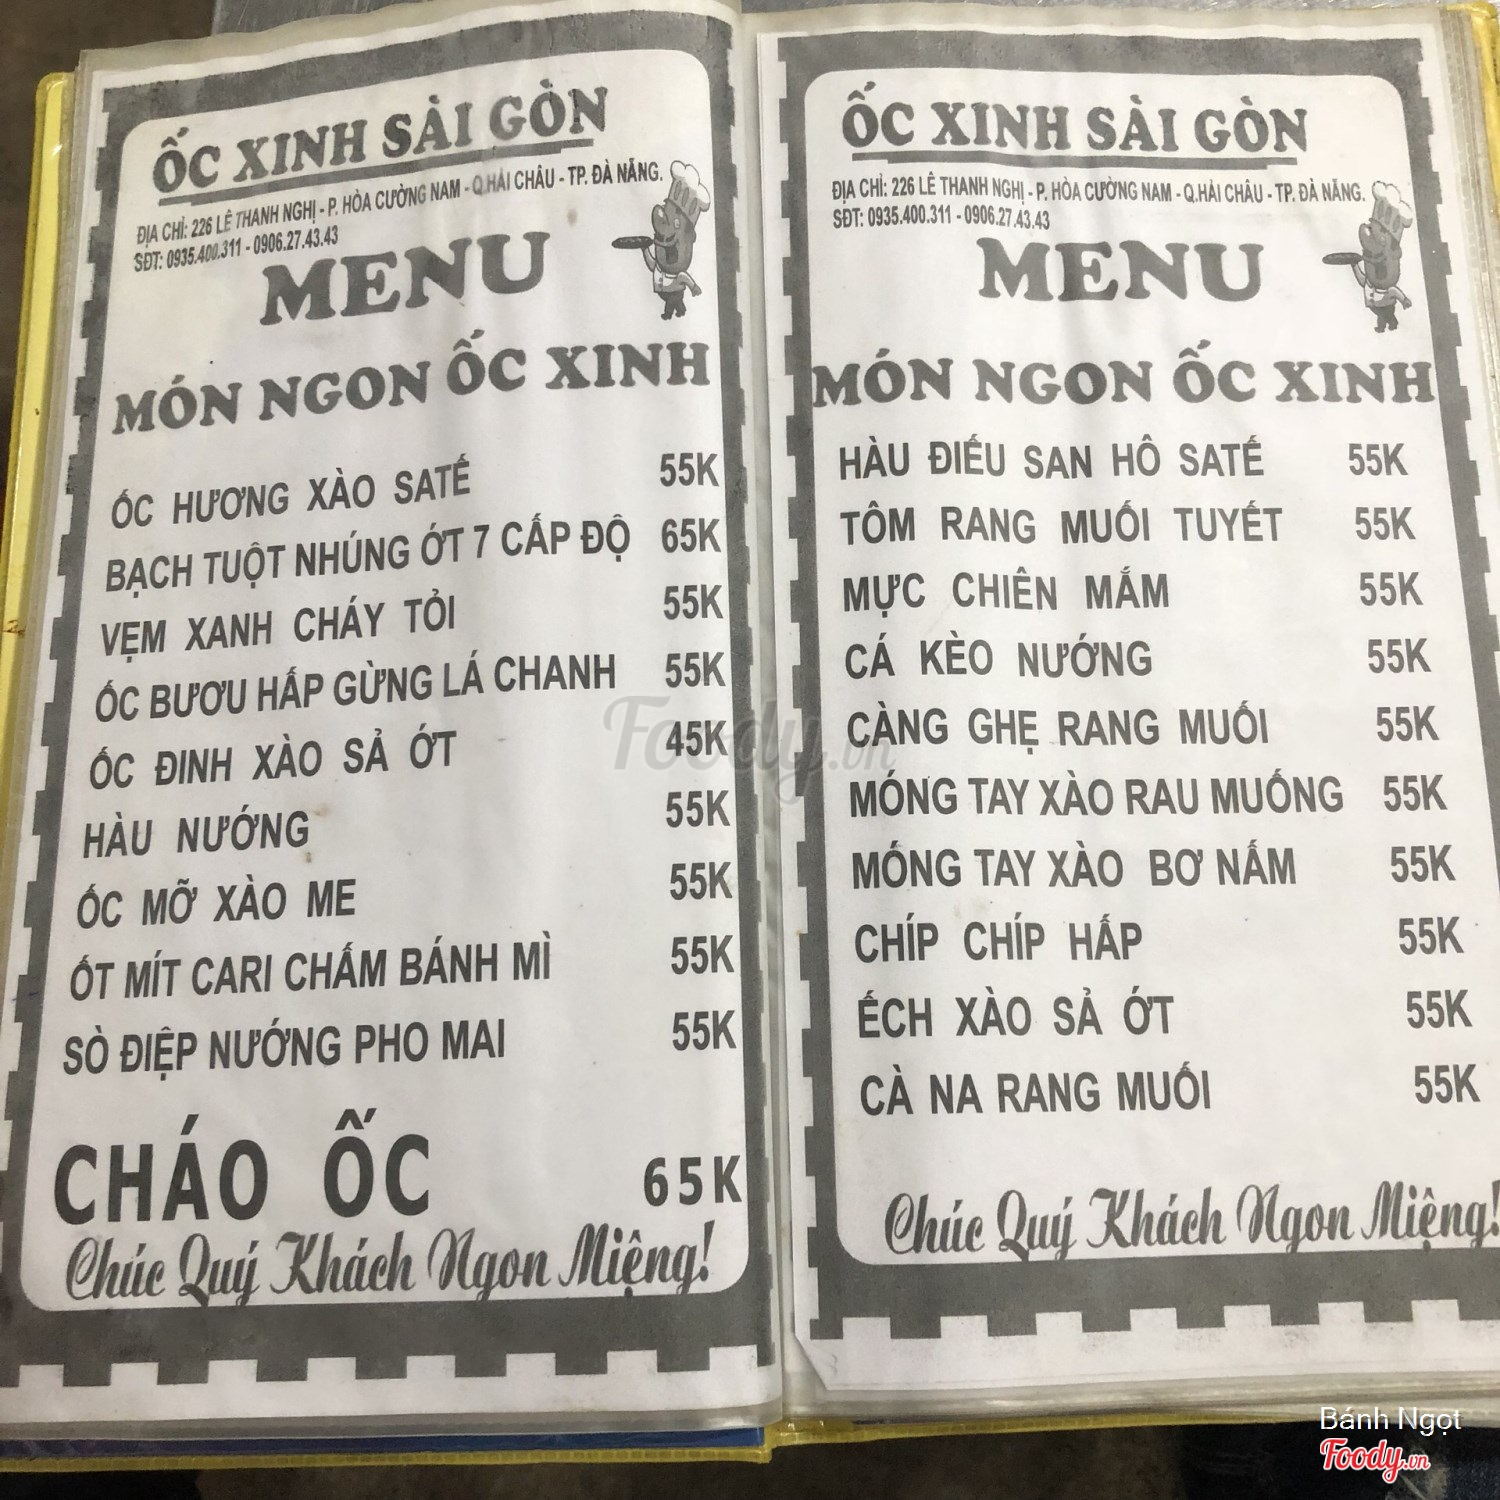 ỐC XINH SÀI GÒN
ĐỊA CHỈ: 226 LÊ THANH NGHỊ - P. HÒA CƯỜNG NAM - Q.HẢI CHÂU - TP. ĐÀ NẴNG.
SĐT: 0935.400.311 - 0906.27.43.43
MENU
MÓN NGON ỐC XINH
ỐC HƯƠNG XÀO SATẾ 55K
BẠCH TUỘT NHÚNG ỚT 7 CẤP ĐỘ 65K
VẸM XANH CHÁY TỎI 55K
ỐC BƯƠU HẤP GỪNG LÁ CHANH 55K
ỐC ĐINH XÀO SẢ ỚT 45K
HÀU NƯỚNG 55K
ỐC MỠ XÀO ME 55K
ỐT MÍT CARI CHẤM BÁNH MÌ 55K
SÒ ĐIỆP NƯỚNG PHO MAI 55K
CHÁO ỐC 65K
Chúc Quý Khách Ngon Miệng!
ỐC XINH SÀI GÒN
ĐỊA CHỈ: 226 LÊ THANH NGHỊ - P. HÒA CƯỜNG NAM - Q.HẢI CHÂU - TP. ĐÀ NẴNG.
SĐT: 0935.400.311 - 0906.27.43.43
MENU
MÓN NGON ỐC XINH
HÀU ĐIẾU SAN HÔ SATẾ 55K
TÔM RANG MUỐI TUYẾT 55K
MỰC CHIÊN MẮM 55K
CÁ KÈO NƯỚNG 55K
CÀNG GHẸ RANG MUỐI 55K
MÓNG TAY XÀO RAU MUỐNG 55K
MÓNG TAY XÀO BƠ NẤM 55K
CHÍP CHÍP HẤP 55K
ẾCH XÀO SẢ ỚT 55K
CÀ NA RANG MUỐI 55K
Chúc Quý Khách Ngon Miệng!
Foody.vn
Bánh Ngọt
Foody.vn